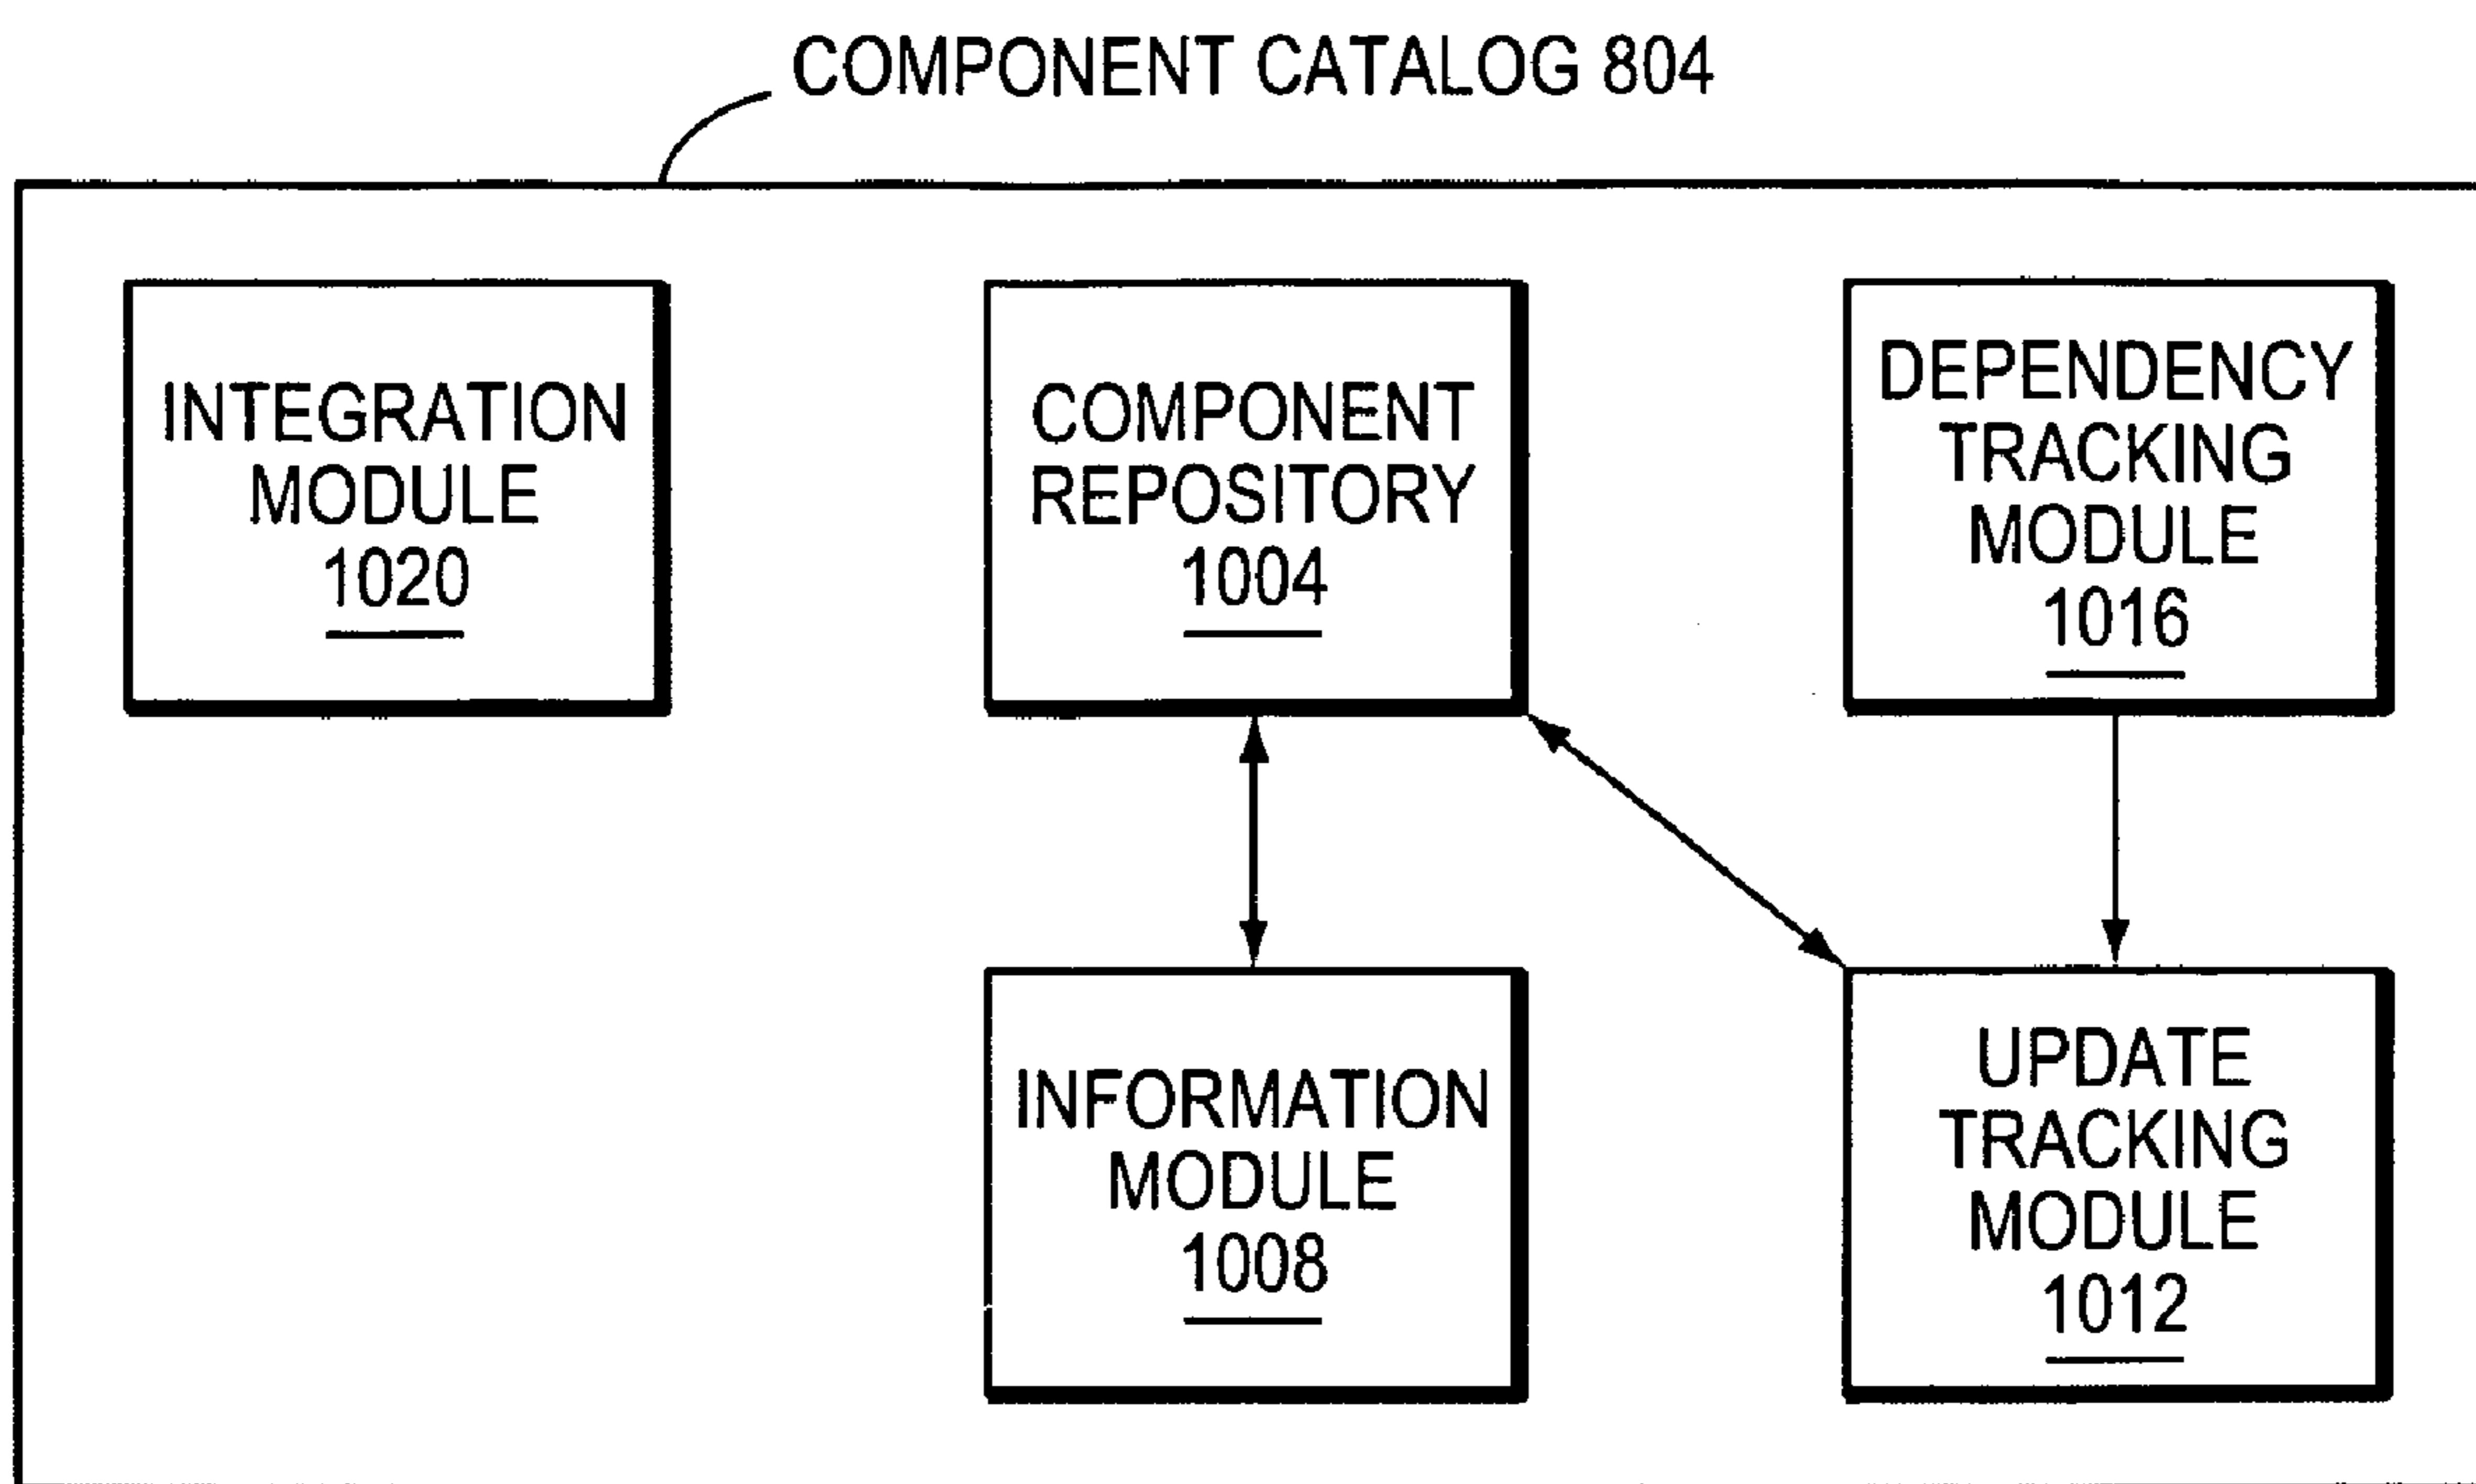 COMPONENT CATALOG 804
INTEGRATION
MODULE
1020
COMPONENT
REPOSITORY
1004
DEPENDENCY
TRACKING
MODULE
1016
INFORMATION
MODULE
1008
UPDATE
TRACKING
MODULE
1012